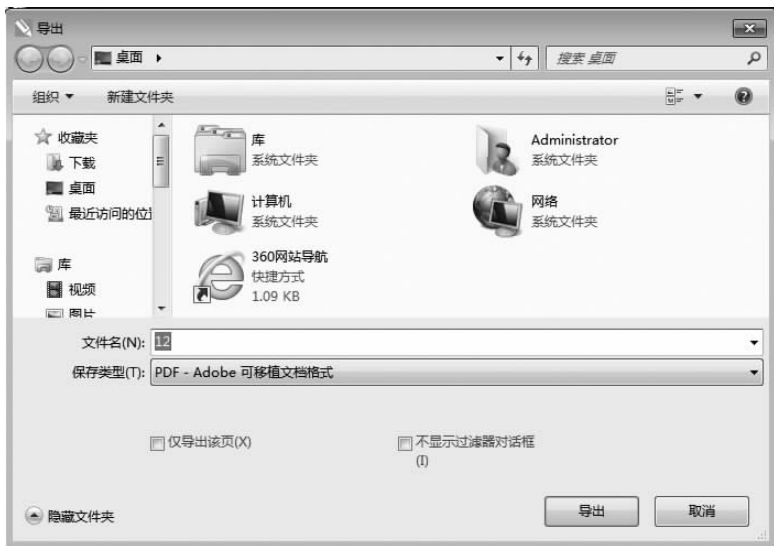 导出
桌面
搜索 桌面
组织
新建文件夹
收藏夹
下载
桌面
最近访问的位
库
视频
图片
库
系统文件夹
Administrator
系统文件夹
计算机
系统文件夹
网络
系统文件夹
360网站导航
快捷方式
1.09 KB
文件名(N):
12
保存类型(T):
PDF - Adobe 可移植文档格式
仅导出该页(X)
不显示过滤器对话框
(I)
隐藏文件夹
导出
取消